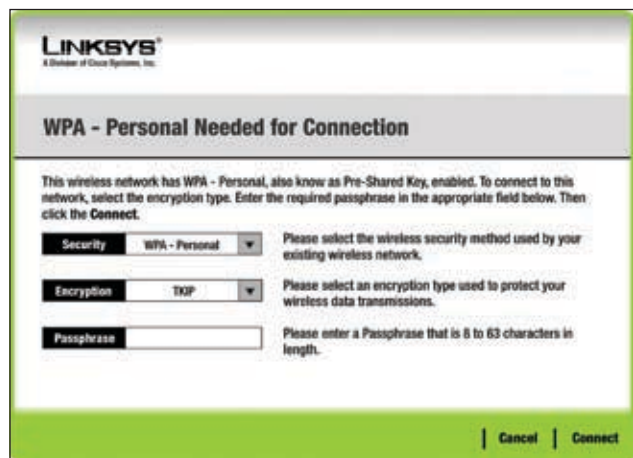 LINKSYS®
A Division of Cisco Systems, Inc.
WPA - Personal Needed for Connection
This wireless network has WPA - Personal, also know as Pre-Shared Key, enabled. To connect to this
network, select the encryption type. Enter the required passphrase in the appropriate field below. Then
click the Connect.
Security WPA - Personal Please select the wireless security method used by your
existing wireless network.
Encryption TKIP Please select an encryption type used to protect your
wireless data transmissions.
Passphrase Please enter a Passphrase that is 8 to 63 characters in
length.
Cancel Connect